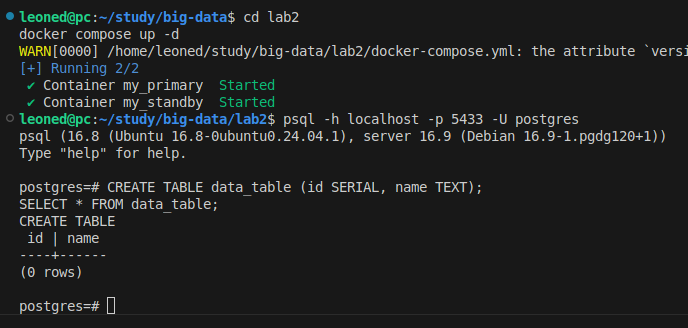 leoned@pc:~/study/big-data$ cd lab2
docker compose up -d
WARN[0000] /home/leoned/study/big-data/lab2/docker-compose.yml: the attribute `versi
[+] Running 2/2
✔ Container my_primary  Started
✔ Container my_standby  Started
leoned@pc:~/study/big-data/lab2$ psql -h localhost -p 5433 -U postgres
psql (16.8 (Ubuntu 16.8-0ubuntu0.24.04.1), server 16.9 (Debian 16.9-1.pgdg120+1))
Type "help" for help.
postgres=# CREATE TABLE data_table (id SERIAL, name TEXT);
SELECT * FROM data_table;
CREATE TABLE
 id | name
----+------
(0 rows)
postgres=#